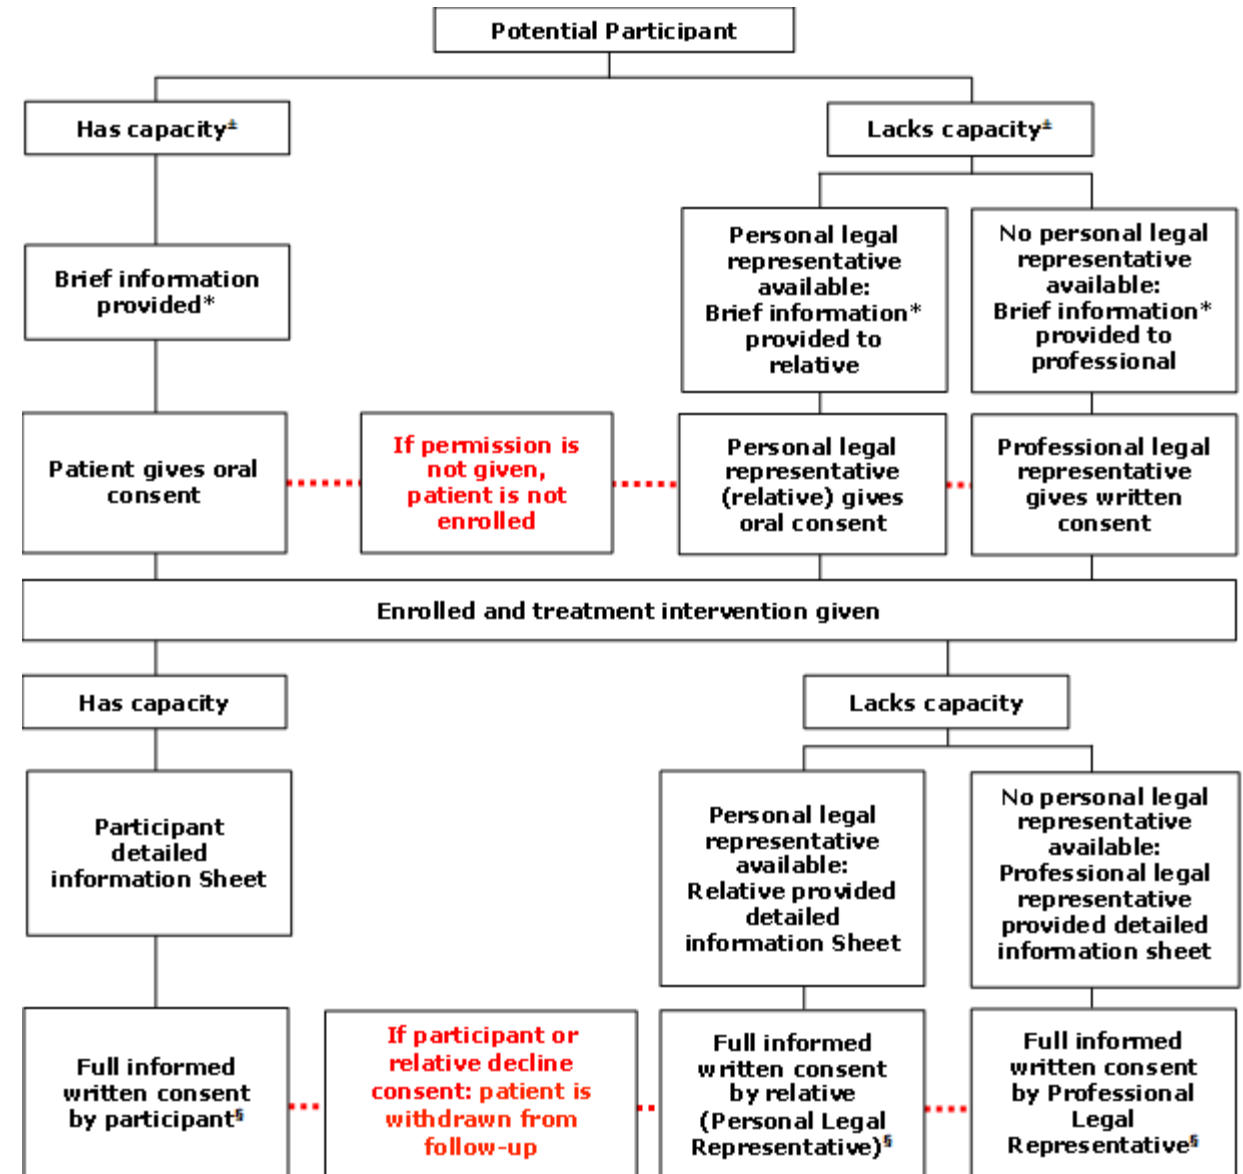 Potential Participant
Has capacity±
Lacks capacity±
Brief information
provided*
Personal legal
representative
available:
Brief information*
provided to
relative
No personal legal
representative
available:
Brief information*
provided to
professional
Patient gives oral
consent
If permission is
not given,
patient is not
enrolled
Personal legal
representative
(relative) gives
oral consent
Professional legal
representative
gives written
consent
Enrolled and treatment intervention given
Has capacity
Lacks capacity
Participant
detailed
information Sheet
Personal legal
representative
available:
Relative provided
detailed
information Sheet
No personal legal
representative
available:
Professional legal
representative
provided detailed
information sheet
Full informed
written consent
by participant§
If participant or
relative decline
consent: patient is
withdrawn from
follow-up
Full informed
written consent
by relative
(Personal Legal
Representative)§
Full informed
written consent
by Professional
Legal
Representative§